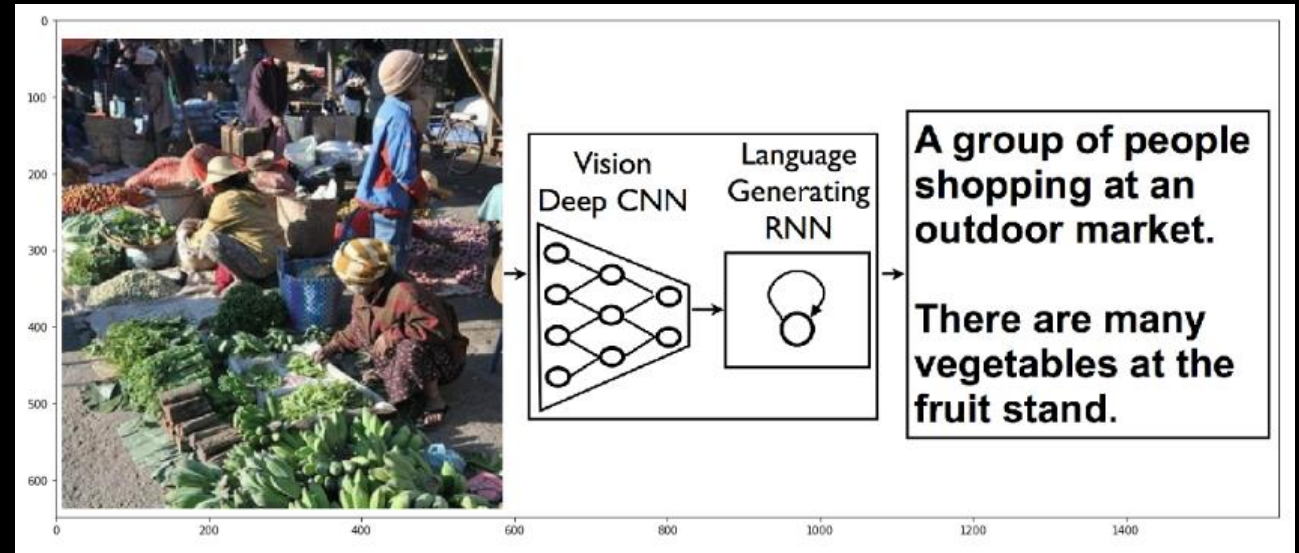 0
100
200
300
400
500
600
0
200
400
600
800
1000
1200
1400
Vision
Deep CNN
Language
Generating
RNN
A group of people
shopping at an
outdoor market.
There are many
vegetables at the
fruit stand.